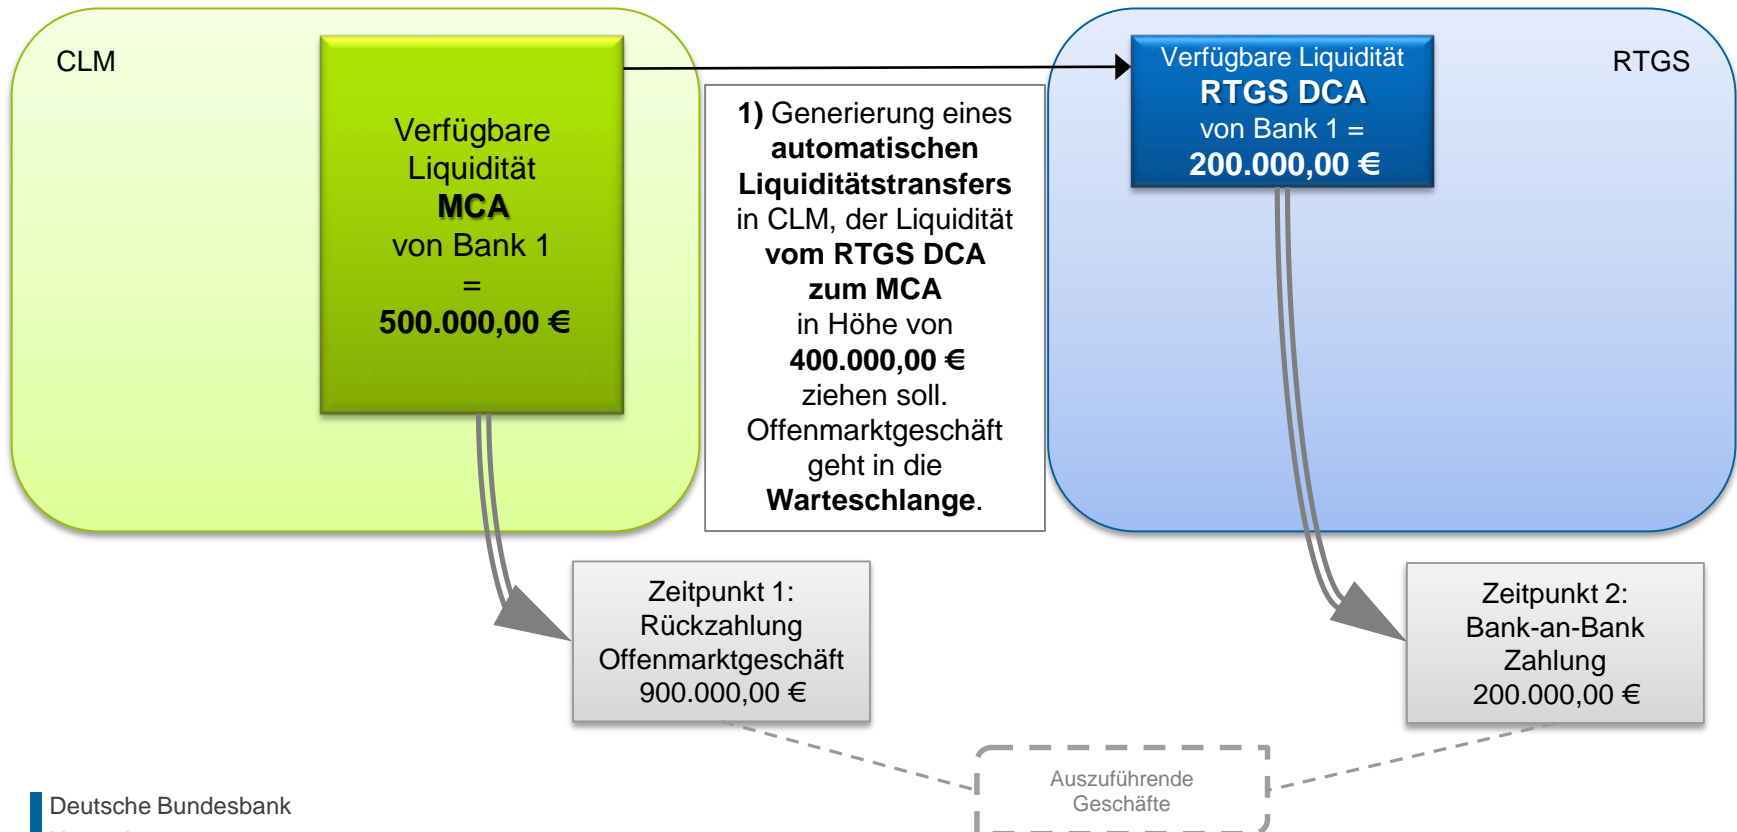 CLM
Verfügbare
Liquidität
MCA
von Bank 1
=
500.000,00 €
1) Generierung eines
automatischen
Liquiditätstransfers
in CLM, der Liquidität
vom RTGS DCA
zum MCA
in Höhe von
400.000,00 €
ziehen soll.
Offenmarktgeschäft
geht in die
Warteschlange.
Verfügbare Liquidität
RTGS DCA
von Bank 1 =
200.000,00 €
RTGS
Zeitpunkt 1:
Rückzahlung
Offenmarktgeschäft
900.000,00 €
Zeitpunkt 2:
Bank-an-Bank
Zahlung
200.000,00 €
Auszuführende
Geschäfte
Deutsche Bundesbank